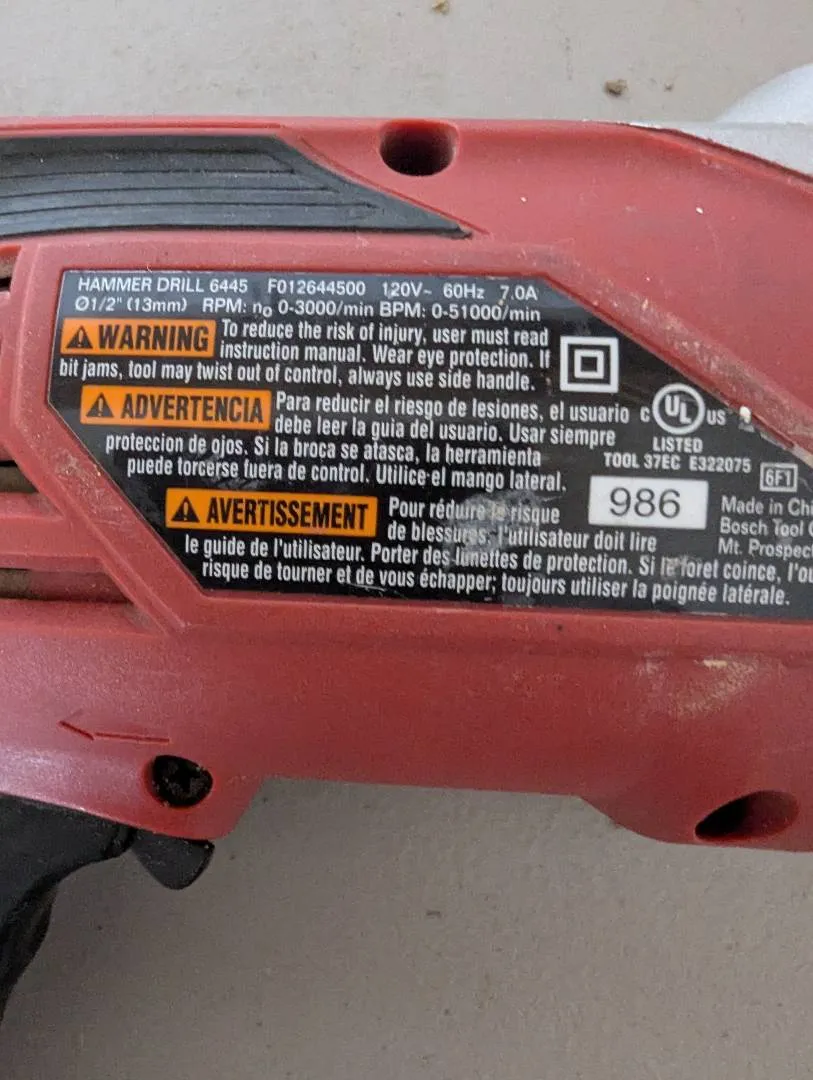 HAMMER DRILL 6445 F012644500 120V~ 60Hz 7.0A
Ø1/2" (13mm) RPM: n₀ 0-3000/min BPM: 0-51000/min
WARNING To reduce the risk of injury, user must read
instruction manual. Wear eye protection. If
bit jams, tool may twist out of control, always use side handle.
ADVERTENCIA Para reducir el riesgo de lesiones, el usuario
debe leer la guia del usuario. Usar siempre
proteccion de ojos. Si la broca se atasca, la herramienta
puede torcerse fuera de control. Utilice el mango lateral.
C UL US
LISTED
TOOL 37EC E322075
6F1
986
Made in Chi
Bosch Tool C
Mt. Prospect
AVERTISSEMENT Pour réduire le risque
de blessures, l'utilisateur doit lire
le guide de l'utilisateur. Porter des lunettes de protection. Si le foret coince, l'ou
risque de tourner et de vous échapper; toujours utiliser la poignée latérale.